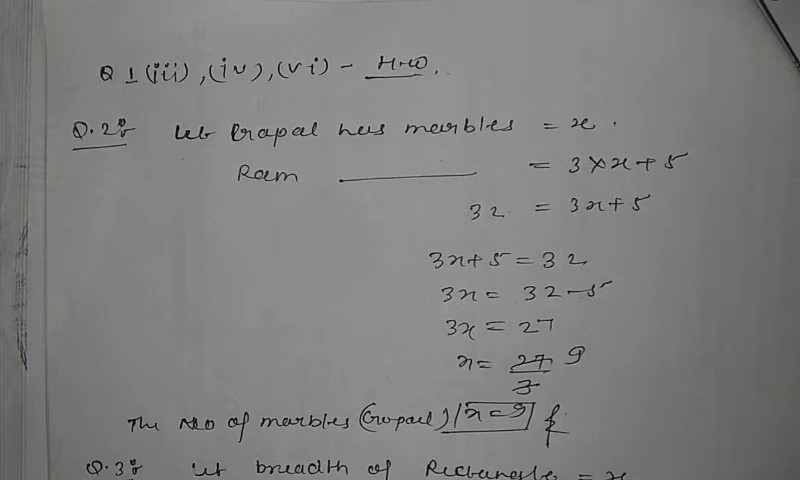 Q 1 (iii), (iv), (vi) - H.W.
Q.2: Let Gopal has marbles = x.
Ram ——— = 3×x+5
32 = 3x+5
3x+5 = 32
3x = 32-5
3x = 27
x = 27/3 9
The No of marbles (Gopal) x = 9
Q.3: Let breadth of Rectangle = x